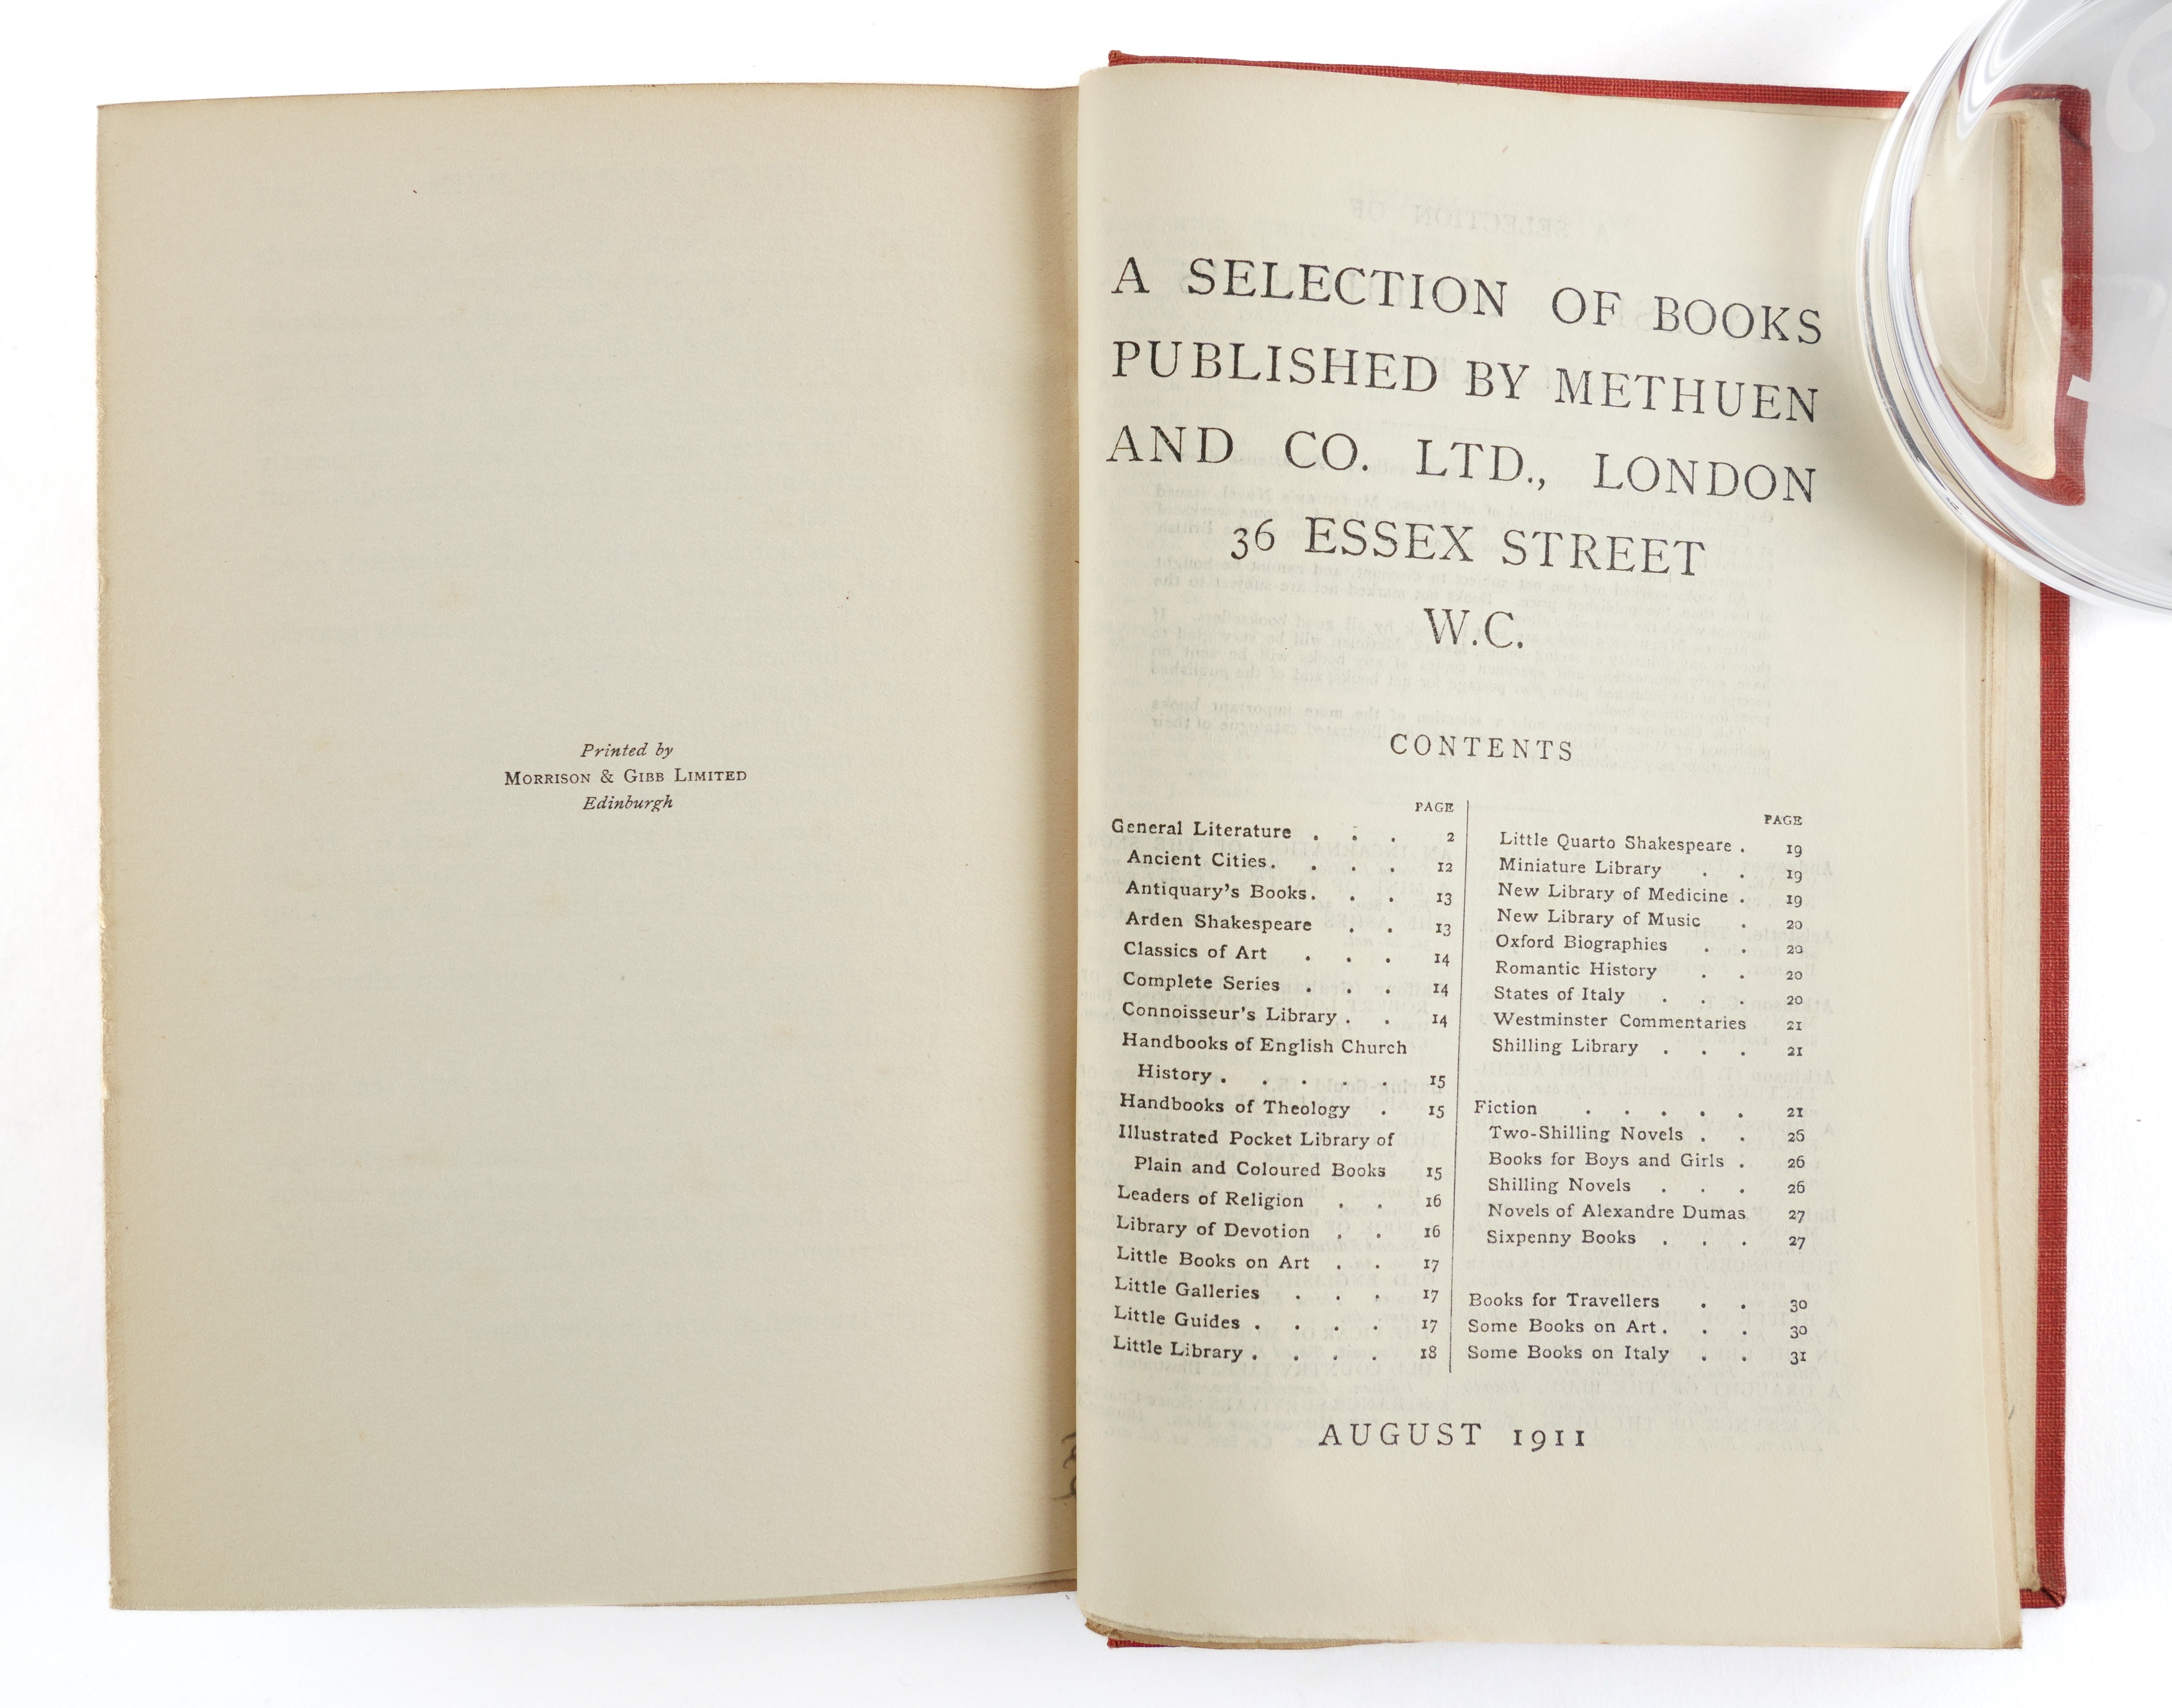 Printed by
MORRISON & GIBB LIMITED
Edinburgh
A SELECTION OF BOOKS
PUBLISHED BY METHUEN
AND CO. LTD., LONDON
36 ESSEX STREET
W.C.
CONTENTS
PAGE
General Literature . . . 2
Ancient Cities. . . . 12
Antiquary's Books. . . 13
Arden Shakespeare . . 13
Classics of Art . . . 14
Complete Series . . . 14
Connoisseur's Library . . 14
Handbooks of English Church
History . . . . . 15
Handbooks of Theology . 15
Illustrated Pocket Library of
Plain and Coloured Books 15
Leaders of Religion . . 16
Library of Devotion . . 16
Little Books on Art . . 17
Little Galleries . . . 17
Little Guides . . . . 17
Little Library . . . . 18
PAGE
Little Quarto Shakespeare . 19
Miniature Library . . 19
New Library of Medicine . 19
New Library of Music . 20
Oxford Biographies . . 20
Romantic History . . 20
States of Italy . . . 20
Westminster Commentaries 21
Shilling Library . . . 21
Fiction . . . . . 21
Two-Shilling Novels . . 26
Books for Boys and Girls . 26
Shilling Novels . . . 26
Novels of Alexandre Dumas 27
Sixpenny Books . . . 27
Books for Travellers . . 30
Some Books on Art . . . 30
Some Books on Italy . . 31
AUGUST 1911